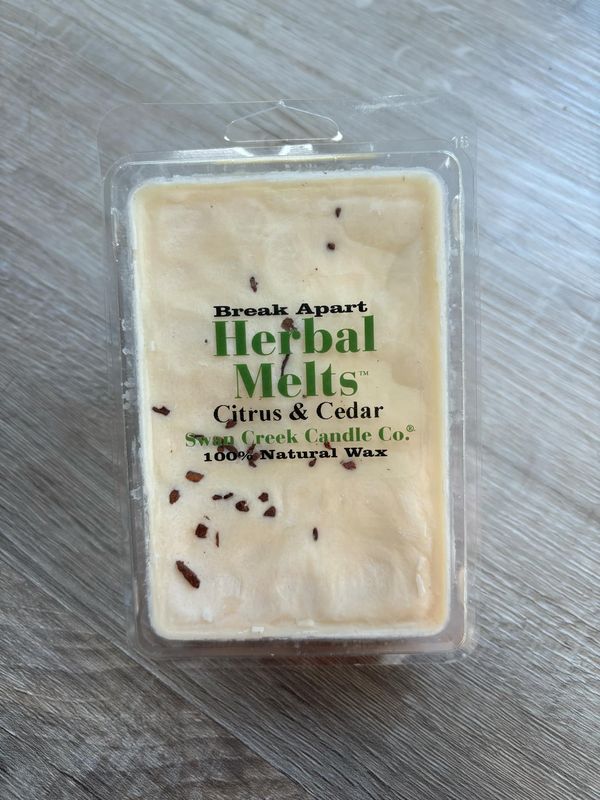 Break Apart
Herbal
Melts™
Citrus & Cedar
Swan Creek Candle Co.®
100% Natural Wax